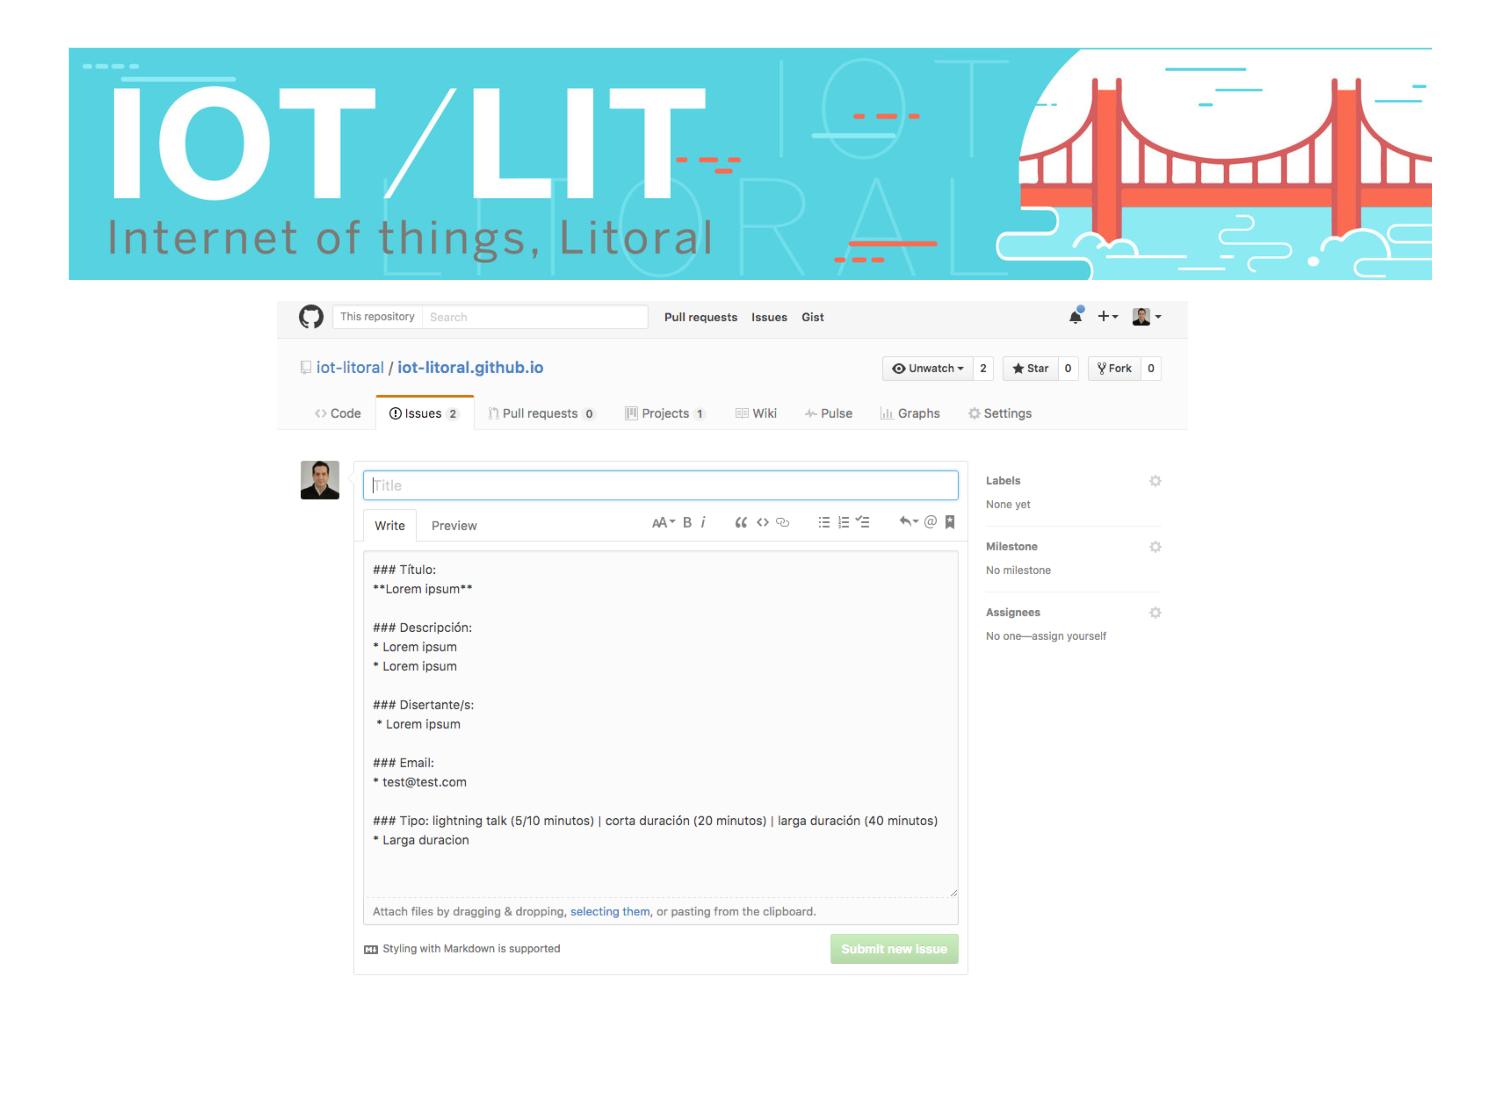 IOT/LIT
IOT
LITORAL
Internet of things, Litoral
This repository Search Pull requests Issues Gist
iot-litoral / iot-litoral.github.io Unwatch 2 Star 0 Fork 0
<> Code Issues 2 Pull requests 0 Projects 1 Wiki Pulse Graphs Settings
Title
Labels
None yet
Write Preview AA B i “ <> @
Milestone
No milestone
Assignees
No one—assign yourself
### Título:
**Lorem ipsum**
### Descripción:
* Lorem ipsum
* Lorem ipsum
### Disertante/s:
* Lorem ipsum
### Email:
* test@test.com
### Tipo: lightning talk (5/10 minutos) | corta duración (20 minutos) | larga duración (40 minutos)
* Larga duracion
Attach files by dragging & dropping, selecting them, or pasting from the clipboard.
Styling with Markdown is supported Submit new issue